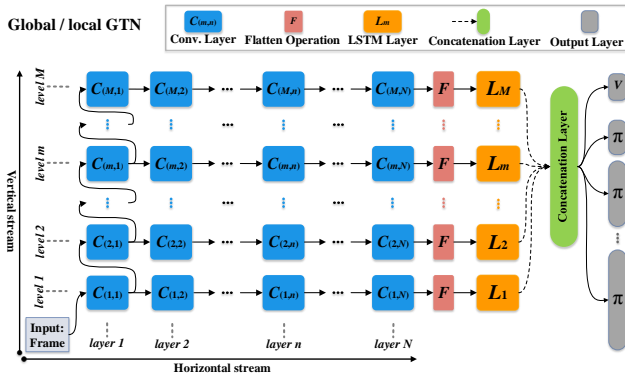 Global / local GTN
C(m,n)
Conv. Layer
F
Flatten Operation
Lm
LSTM Layer
Concatenation Layer
Output Layer
Vertical stream
level M
C(M,1) C(M,2) ... C(M,n) ... C(M,N) F LM
level m
C(m,1) C(m,2) ... C(m,n) ... C(m,N) F Lm
level 2
C(2,1) C(2,2) ... C(2,n) ... C(2,N) F L2
level 1
C(1,1) C(1,2) ... C(1,n) ... C(1,N) F L1
Concatenation Layer
V
π
π
π
Input:
Frame
layer 1 layer 2 layer n layer N
Horizontal stream